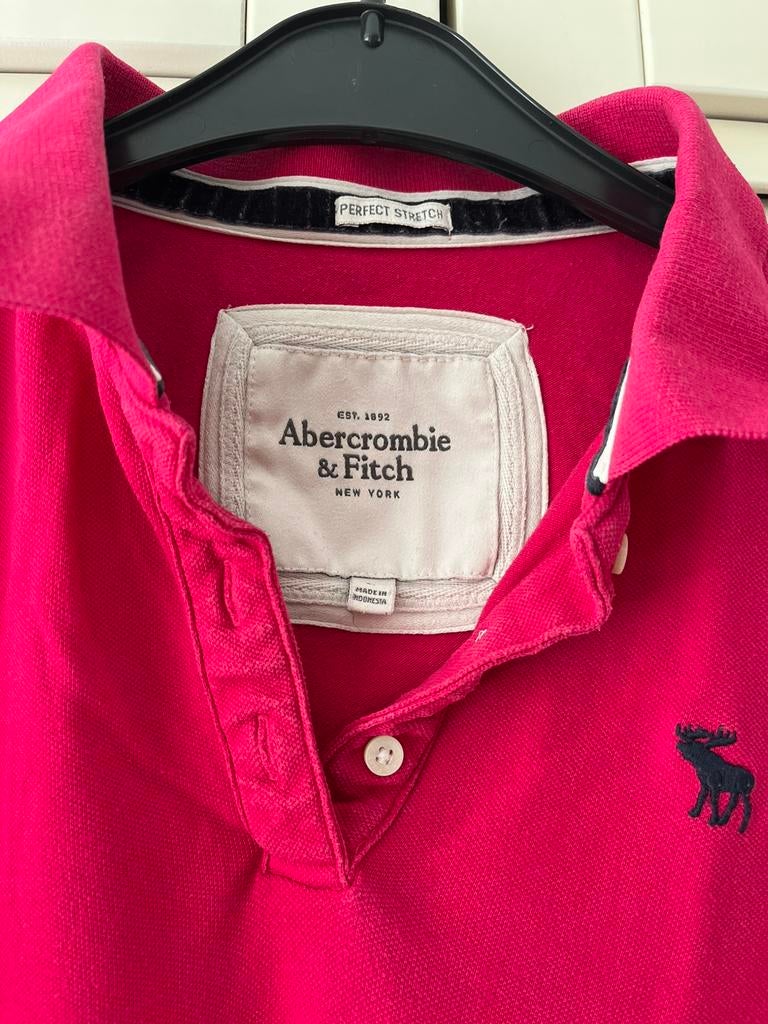 PERFECT STRETCH
EST. 1892
Abercrombie
& Fitch
NEW YORK
MADE IN
INDONESIA